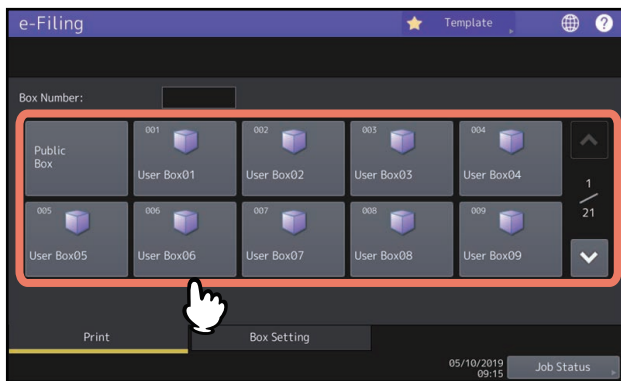 e-Filing
Template
?
Box Number:
Public
Box
001
User Box01
002
User Box02
003
User Box03
004
User Box04
1
21
005
User Box05
006
User Box06
007
User Box07
008
User Box08
009
User Box09
Print
Box Setting
05/10/2019
09:15
Job Status